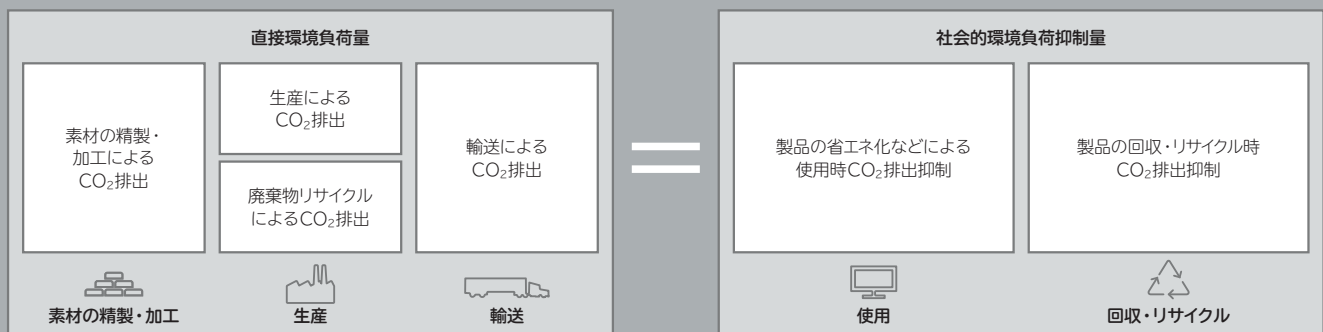 直接環境負荷量
素材の精製・
加工による
CO₂排出
生産による
CO₂排出
廃棄物リサイクル
によるCO₂排出
輸送による
CO₂排出
素材の精製・加工
生産
輸送
=
社会的環境負荷抑制量
製品の省エネ化などによる
使用時CO₂排出抑制
製品の回収・リサイクル時
CO₂排出抑制
使用
回収・リサイクル